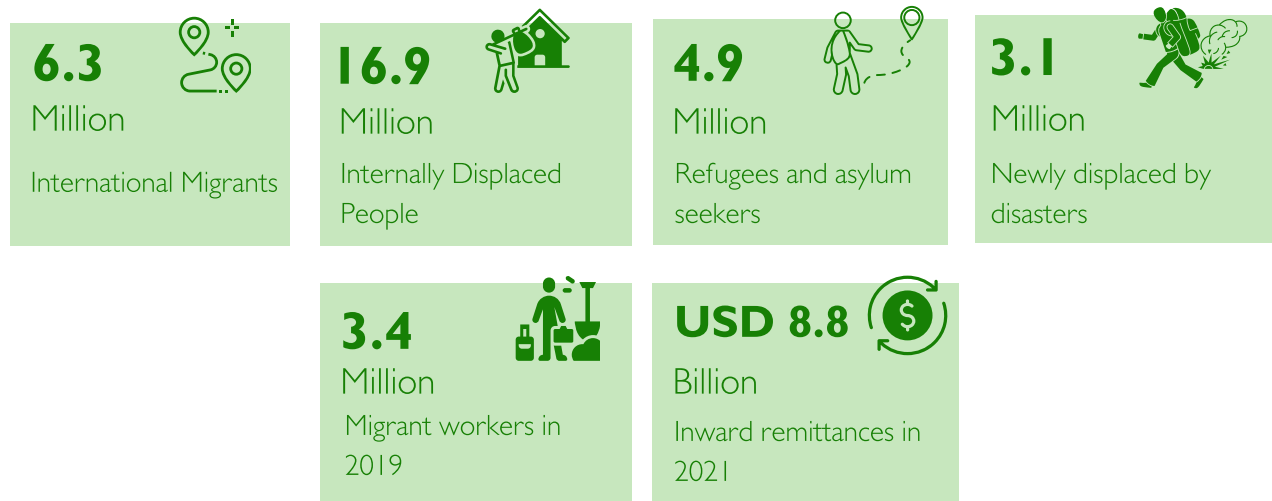 6.3
Million
International Migrants
16.9
Million
Internally Displaced
People
4.9
Million
Refugees and asylum
seekers
3.1
Million
Newly displaced by
disasters
3.4
Million
Migrant workers in
2019
USD 8.8
Billion
Inward remittances in
2021